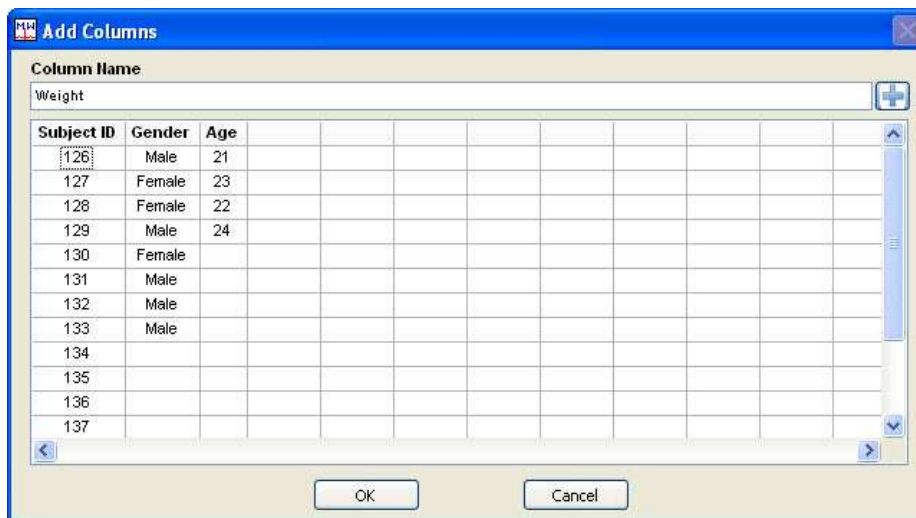 MW Add Columns
Column Name
Weight
Subject ID Gender Age
126 Male 21
127 Female 23
128 Female 22
129 Male 24
130 Female
131 Male
132 Male
133 Male
134
135
136
137
OK Cancel